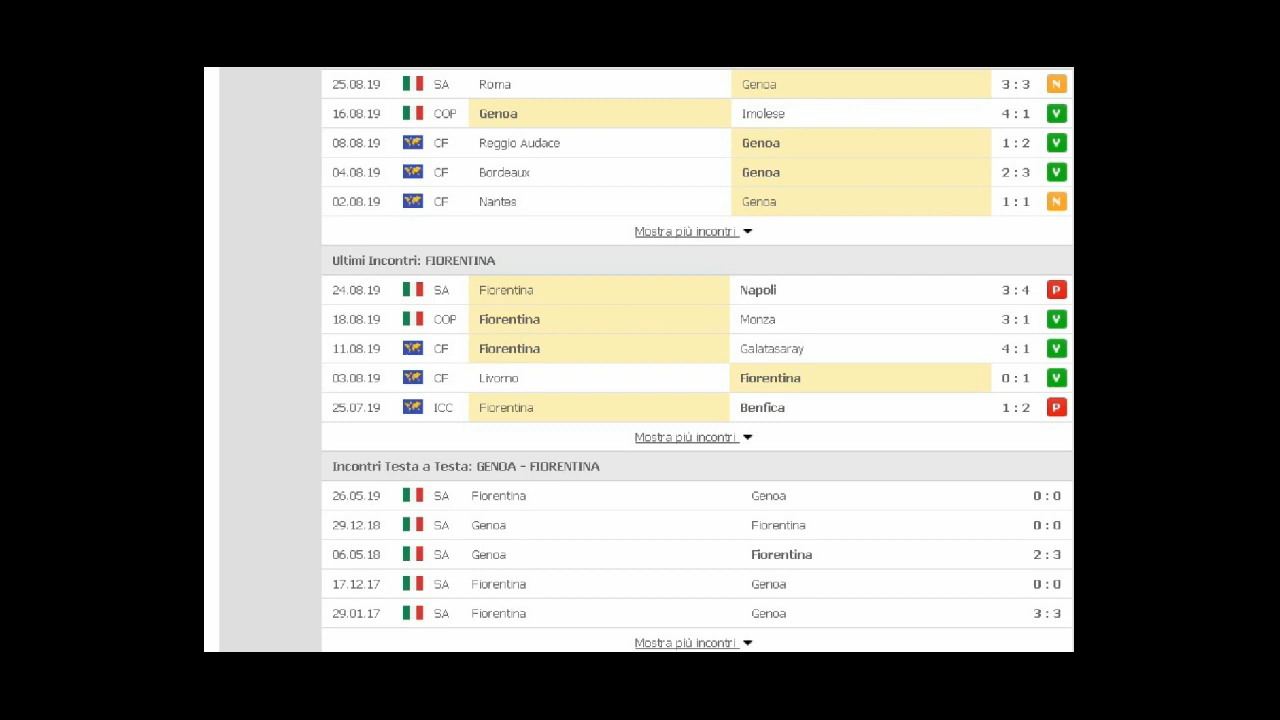 25.08.19 SA Roma Genoa 3 : 3 N
16.08.19 COP Genoa Imolese 4 : 1 V
08.08.19 CF Reggio Audace Genoa 1 : 2 V
04.08.19 CF Bordeaux Genoa 2 : 3 V
02.08.19 CF Nantes Genoa 1 : 1 N
Mostra più incontri
Ultimi Incontri: FIORENTINA
24.08.19 SA Fiorentina Napoli 3 : 4 P
18.08.19 COP Fiorentina Monza 3 : 1 V
11.08.19 CF Fiorentina Galatasaray 4 : 1 V
03.08.19 CF Livorno Fiorentina 0 : 1 V
25.07.19 ICC Fiorentina Benfica 1 : 2 P
Mostra più incontri
Incontri Testa a Testa: GENOA - FIORENTINA
26.05.19 SA Fiorentina Genoa 0 : 0
29.12.18 SA Genoa Fiorentina 0 : 0
06.05.18 SA Genoa Fiorentina 2 : 3
17.12.17 SA Fiorentina Genoa 0 : 0
29.01.17 SA Fiorentina Genoa 3 : 3
Mostra più incontri